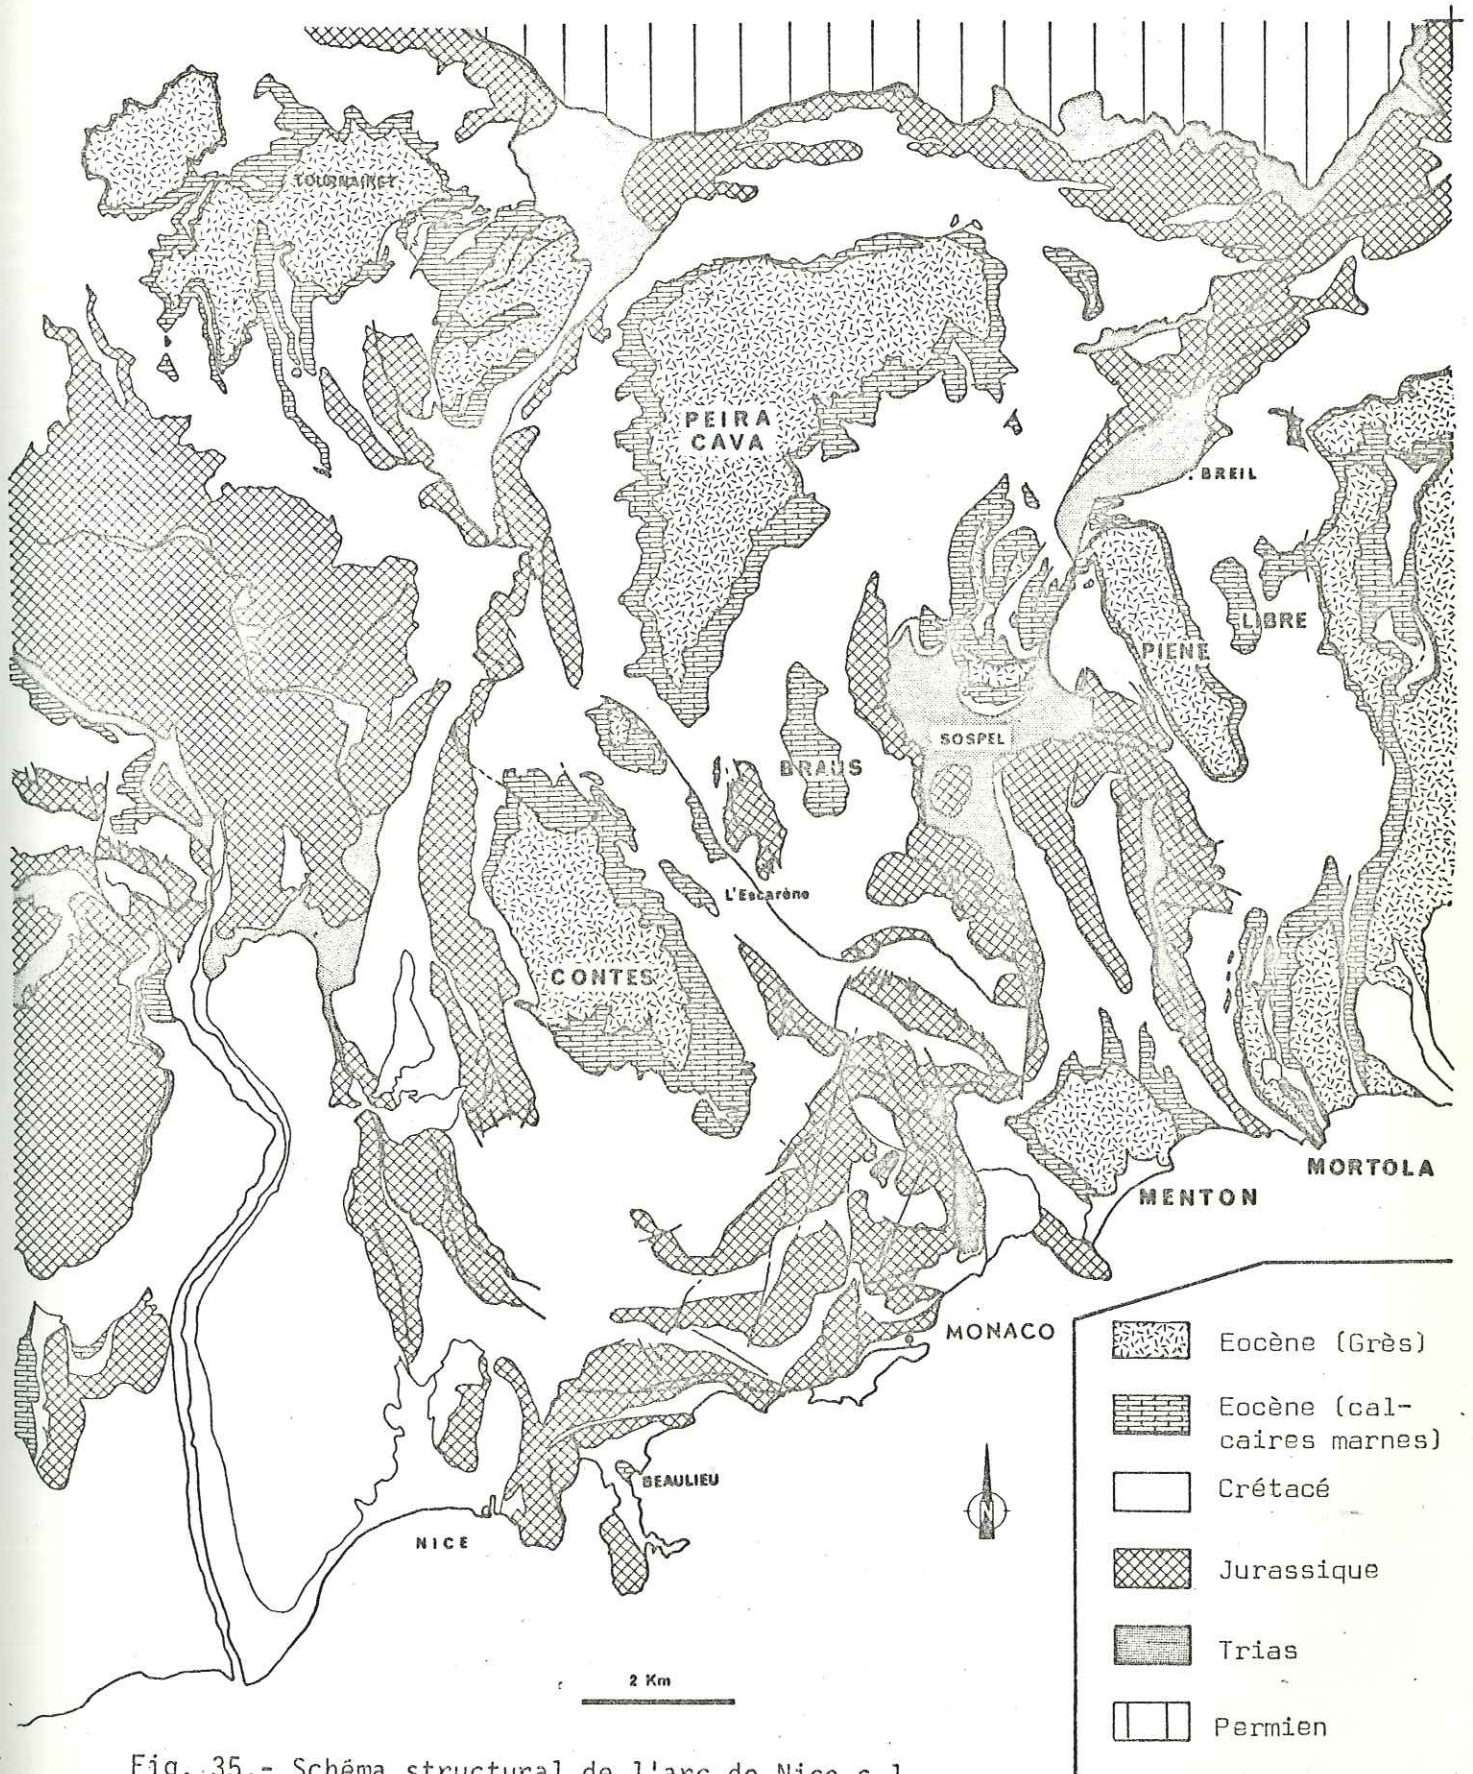 TOURNAIRET
PEIRA
CAVA
BREIL
LIBRE
PIENE
SOSPEL
BRAUS
L'Escarène
CONTES
MORTOLA
MENTON
MONACO
BEAULIEU
NICE
N
2 Km
Eocène (Grès)
Eocène (cal-
caires marnes)
Crétacé
Jurassique
Trias
Permien
Fig. 35.- Schéma structural de l'arc de Nice s.l.